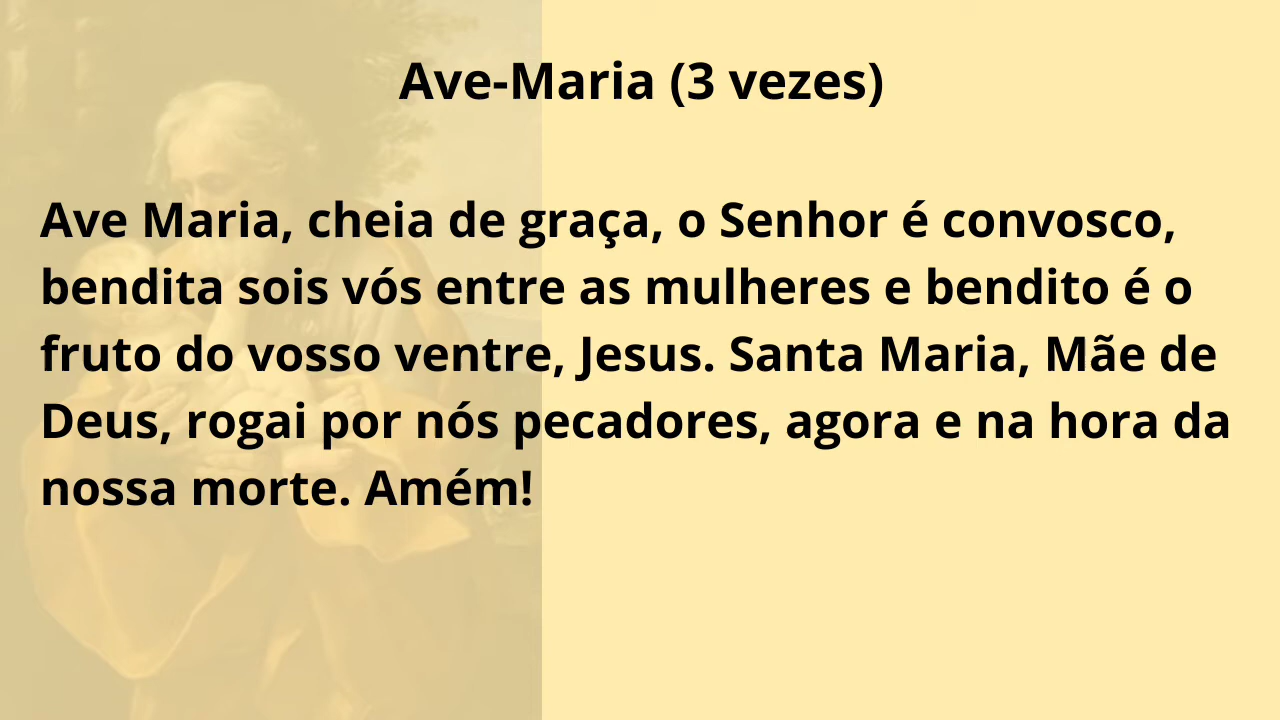 Ave-Maria (3 vezes)
Ave Maria, cheia de graça, o Senhor é convosco,
bendita sois vós entre as mulheres e bendito é o
fruto do vosso ventre, Jesus. Santa Maria, Mãe de
Deus, rogai por nós pecadores, agora e na hora da
nossa morte. Amém!